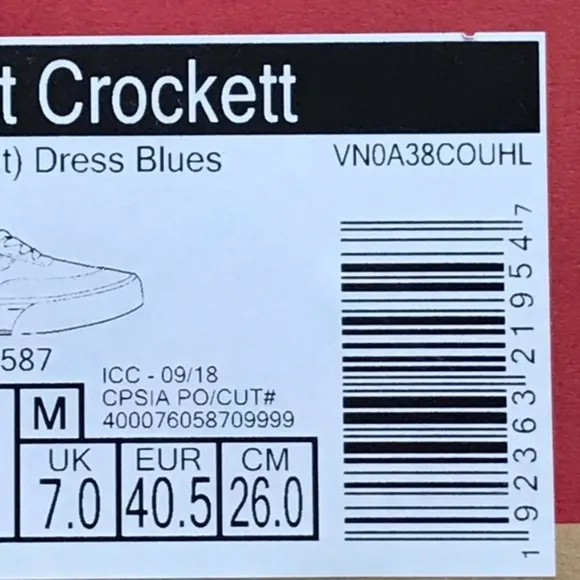 t Crockett
t) Dress Blues
VN0A38COUHL
587
ICC - 09/18
CPSIA PO/CUT#
400076058709999
M
UK EUR CM
7.0 40.5 26.0
1 92363 21954 7